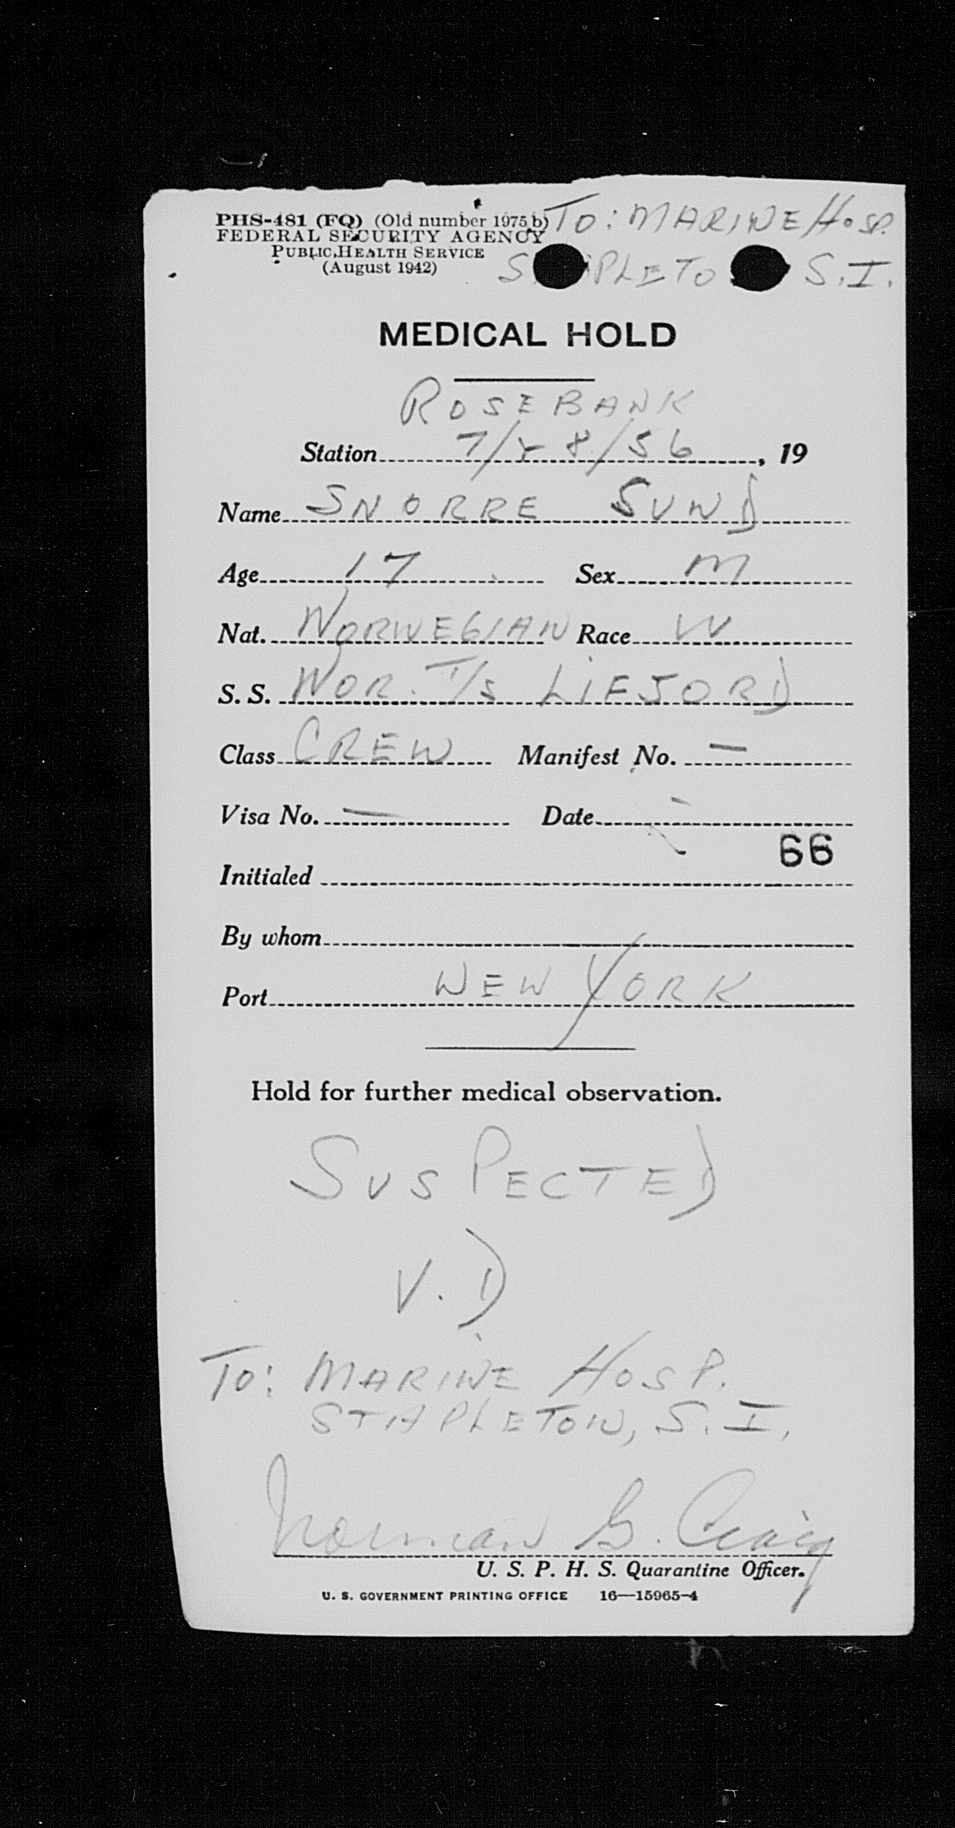 PHS-481 (FQ) (Old number 1975 b) TO: MARINE HOSP.
FEDERAL SECURITY AGENCY
PUBLIC HEALTH SERVICE S. I.
(August 1942)
MEDICAL HOLD
ROSEBANK
Station 7/28/56, 19
Name SNORRE SUND
Age 17 Sex M
Nat. NORWEGIAN Race W
S. S. NOR. T/S LIFJORD
Class CREW Manifest No. —
Visa No. — Date -
66
Initialed
By whom
Port NEW YORK
Hold for further medical observation.
SUSPECTED
V. D
TO: MARINE HOSP.
STAPLETON, S. I.
Norman G. Craig
U. S. P. H. S. Quarantine Officer.
U. S. GOVERNMENT PRINTING OFFICE 16—15965-4